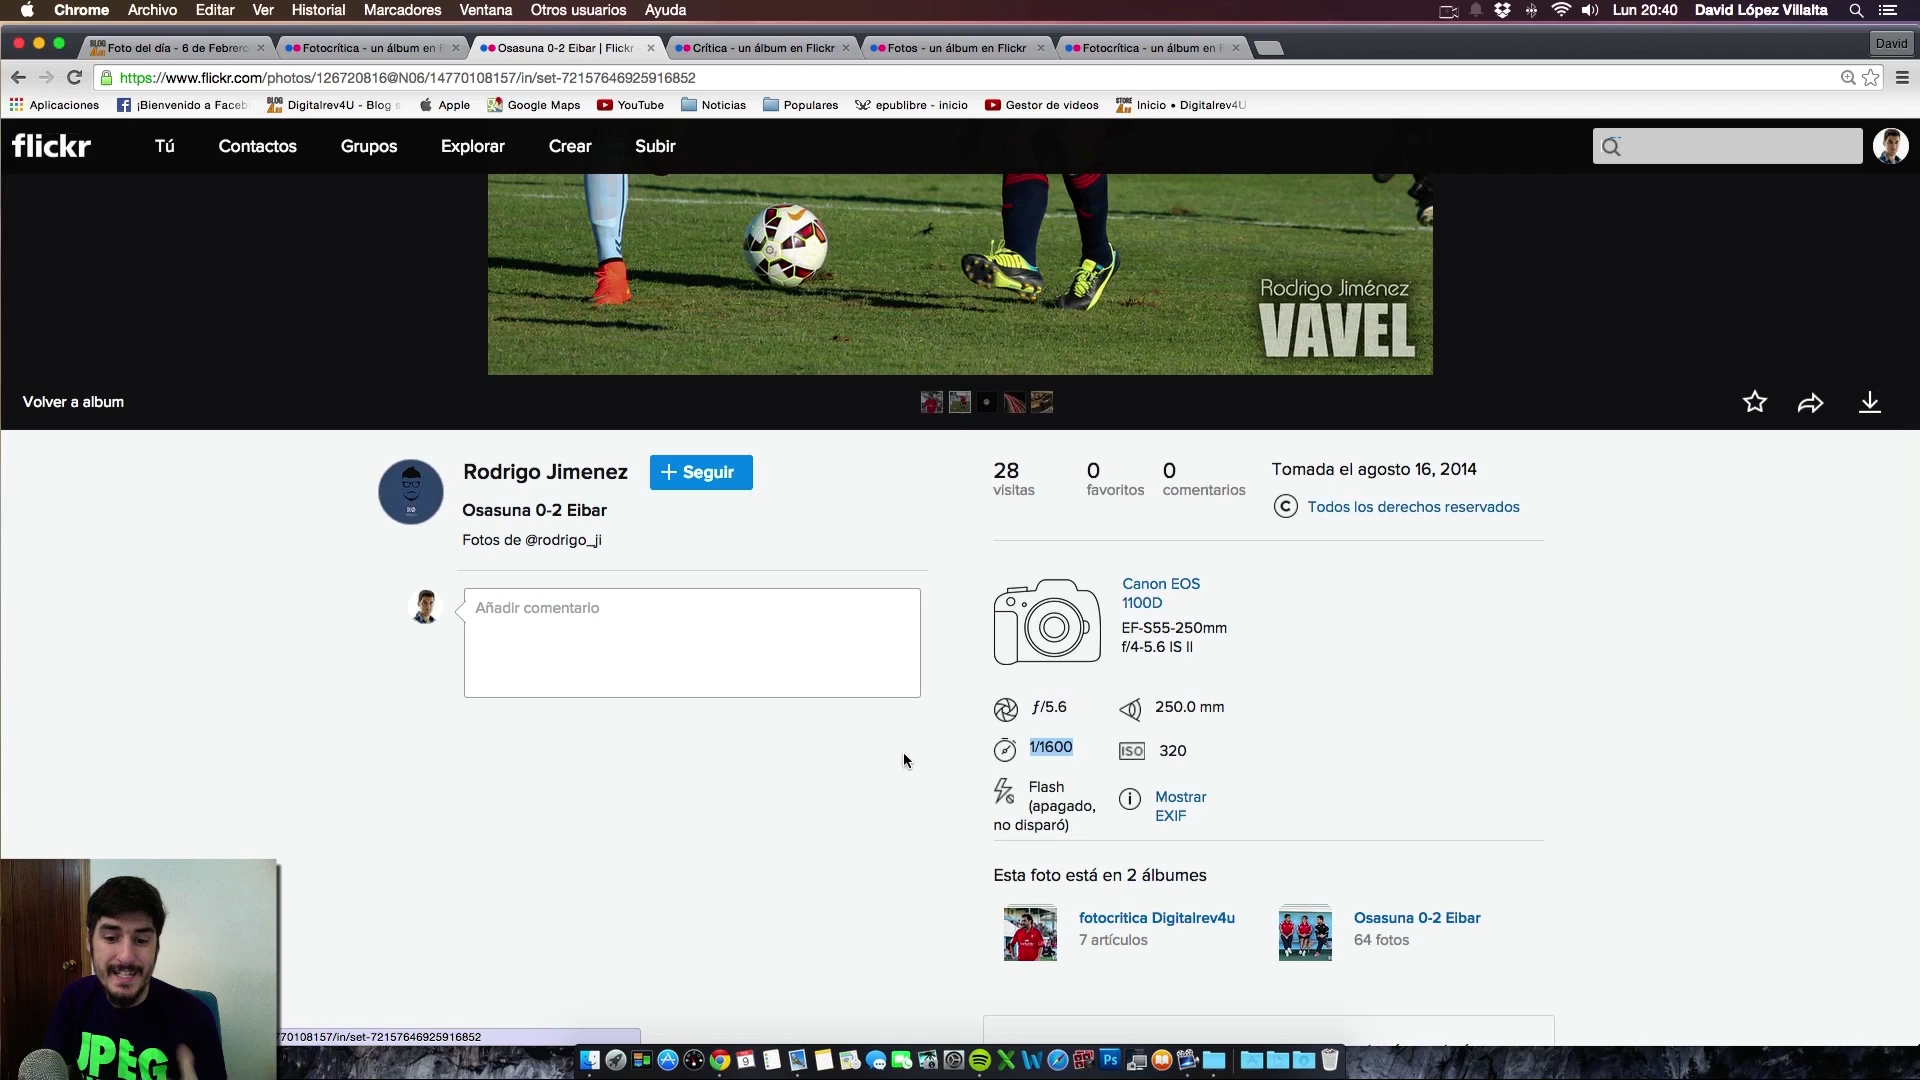 Chrome Archivo Editar Ver Historial Marcadores Ventana Otros usuarios Ayuda Lun 20:40 David López Villalta
Foto del día - 6 de Febrero Fotocrítica - un álbum en F Osasuna 0-2 Eibar | Flickr Crítica - un álbum en Flickr Fotos - un álbum en Flickr Fotocrítica - un álbum en F David
https://www.flickr.com/photos/126720816@N06/14770108157/in/set-72157646925916852
Aplicaciones ¡Bienvenido a Faceb Digitalrev4U - Blog s Apple Google Maps YouTube Noticias Populares epublibre - inicio Gestor de videos Inicio • Digitalrev4U
flickr Tú Contactos Grupos Explorar Crear Subir
Rodrigo Jiménez
VAVEL
Volver a album
Rodrigo Jimenez + Seguir
Osasuna 0-2 Eibar
Fotos de @rodrigo_ji
Añadir comentario
28 0 0
visitas favoritos comentarios
Tomada el agosto 16, 2014
Todos los derechos reservados
Canon EOS
1100D
EF-S55-250mm
f/4-5.6 IS II
ƒ/5.6 250.0 mm
1/1600 ISO 320
Flash
(apagado,
no disparó)
Mostrar
EXIF
Esta foto está en 2 álbumes
fotocritica Digitalrev4u
7 artículos
Osasuna 0-2 Eibar
64 fotos
770108157/in/set-72157646925916852
JPEG
Ps